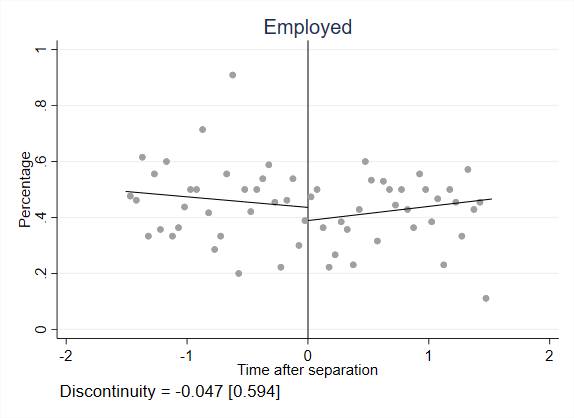 Employed
Percentage
1
.8
.6
.4
.2
0
-2 -1 0 1 2
Time after separation
Discontinuity = -0.047 [0.594]